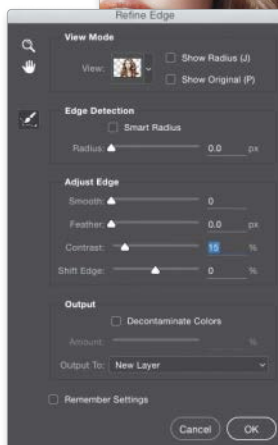 Refine Edge
View Mode
View:
Show Radius (J)
Show Original (P)
Edge Detection
Smart Radius
Radius: 0.0 px
Adjust Edge
Smooth: 0
Feather: 0.0 px
Contrast: 15 %
Shift Edge: 0 %
Output
Decontaminate Colors
Amount: %
Output To: New Layer
Remember Settings
Cancel OK